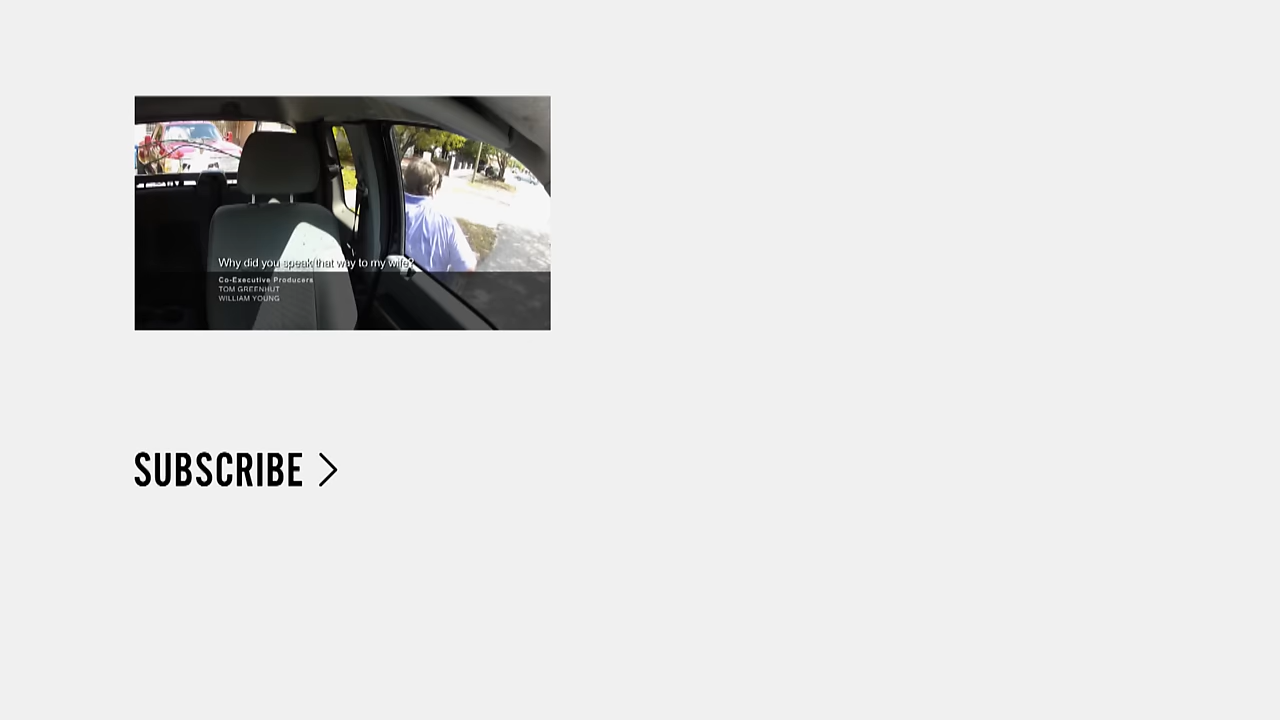 Why did you speak that way to my wife?
Co-Executive Producers
TOM GREENHUT
WILLIAM YOUNG
SUBSCRIBE >